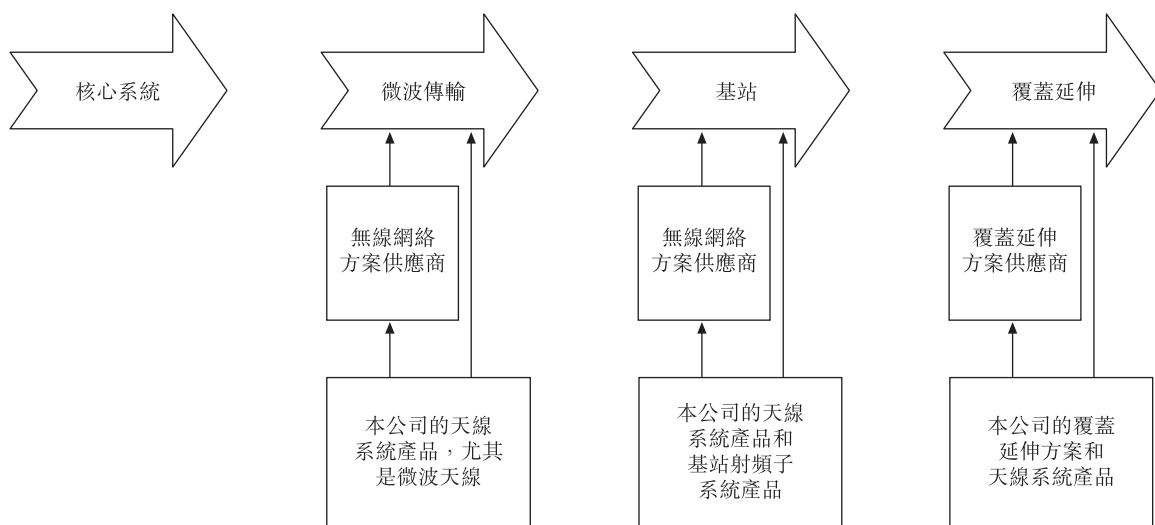 核心系統
微波傳輸
基站
覆蓋延伸
無線網絡
方案供應商
無線網絡
方案供應商
覆蓋延伸
方案供應商
本公司的天線
系統產品，尤其
是微波天線
本公司的天線
系統產品和
基站射頻子
系統產品
本公司的覆蓋
延伸方案和
天線系統產品